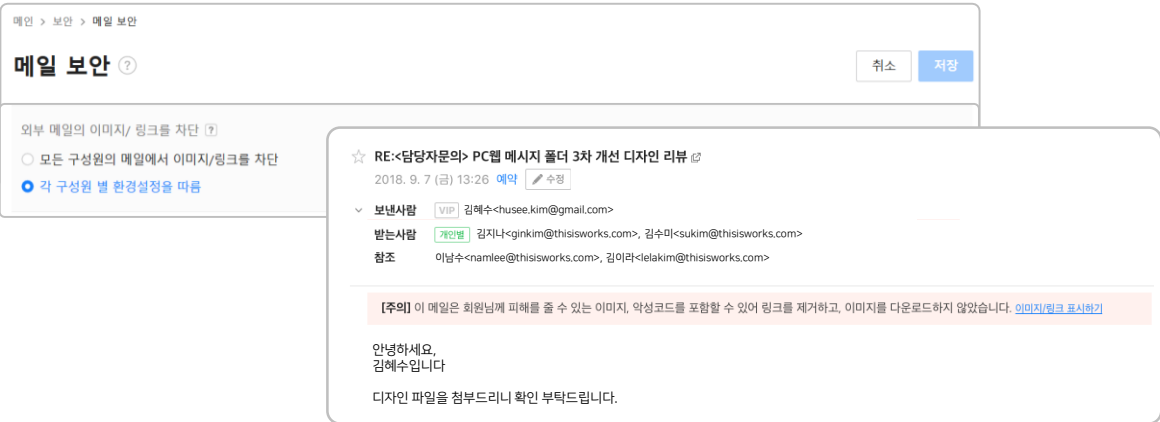 메인 > 보안 > 메일 보안
메일 보안 ?
취소 저장
외부 메일의 이미지/ 링크를 차단 ?
모든 구성원의 메일에서 이미지/링크를 차단
각 구성원 별 환경설정을 따름
RE:<담당자문의> PC웹 메시지 폴더 3차 개선 디자인 리뷰
2018. 9. 7 (금) 13:26 예약 수정
보낸사람 VIP 김혜수<husee.kim@gmail.com>
받는사람 개인별 김지나<ginkim@thisisworks.com>, 김수미<sukim@thisisworks.com>
참조 이남수<namlee@thisisworks.com>, 김이라<lelakim@thisisworks.com>
[주의] 이 메일은 회원님께 피해를 줄 수 있는 이미지, 악성코드를 포함할 수 있어 링크를 제거하고, 이미지를 다운로드하지 않았습니다. 이미지/링크 표시하기
안녕하세요,
김혜수입니다
디자인 파일을 첨부드리니 확인 부탁드립니다.